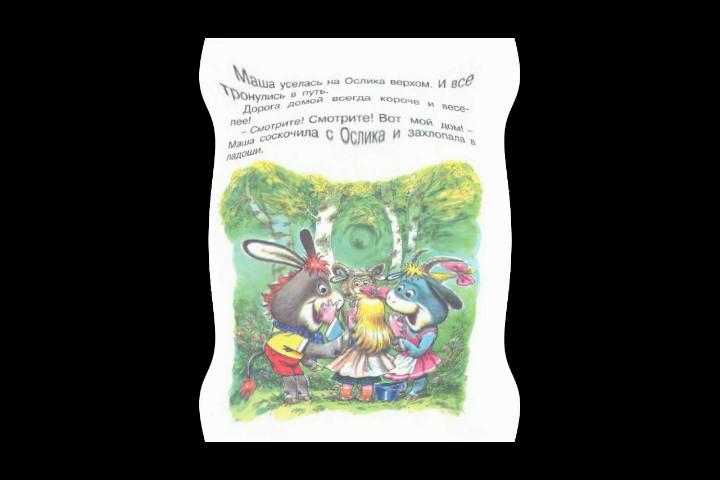 Маша уселась на Ослика верхом. И все
тронулись в путь.
Дорога домой всегда короче и весе-
лее!
– Смотрите! Смотрите! Вот мой дом! –
Маша соскочила с Ослика и захлопала в
ладоши.